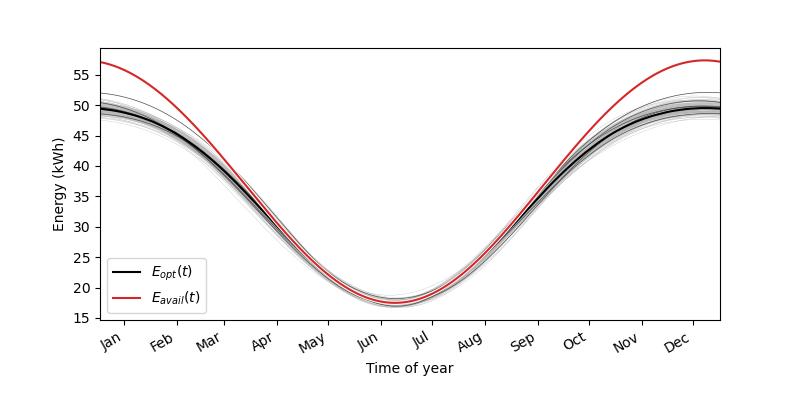 55
50
45
40
35
30
25
20
15
Energy (kWh)
E_opt(t)
E_avail(t)
Jan Feb Mar Apr May Jun Jul Aug Sep Oct Nov Dec
Time of year